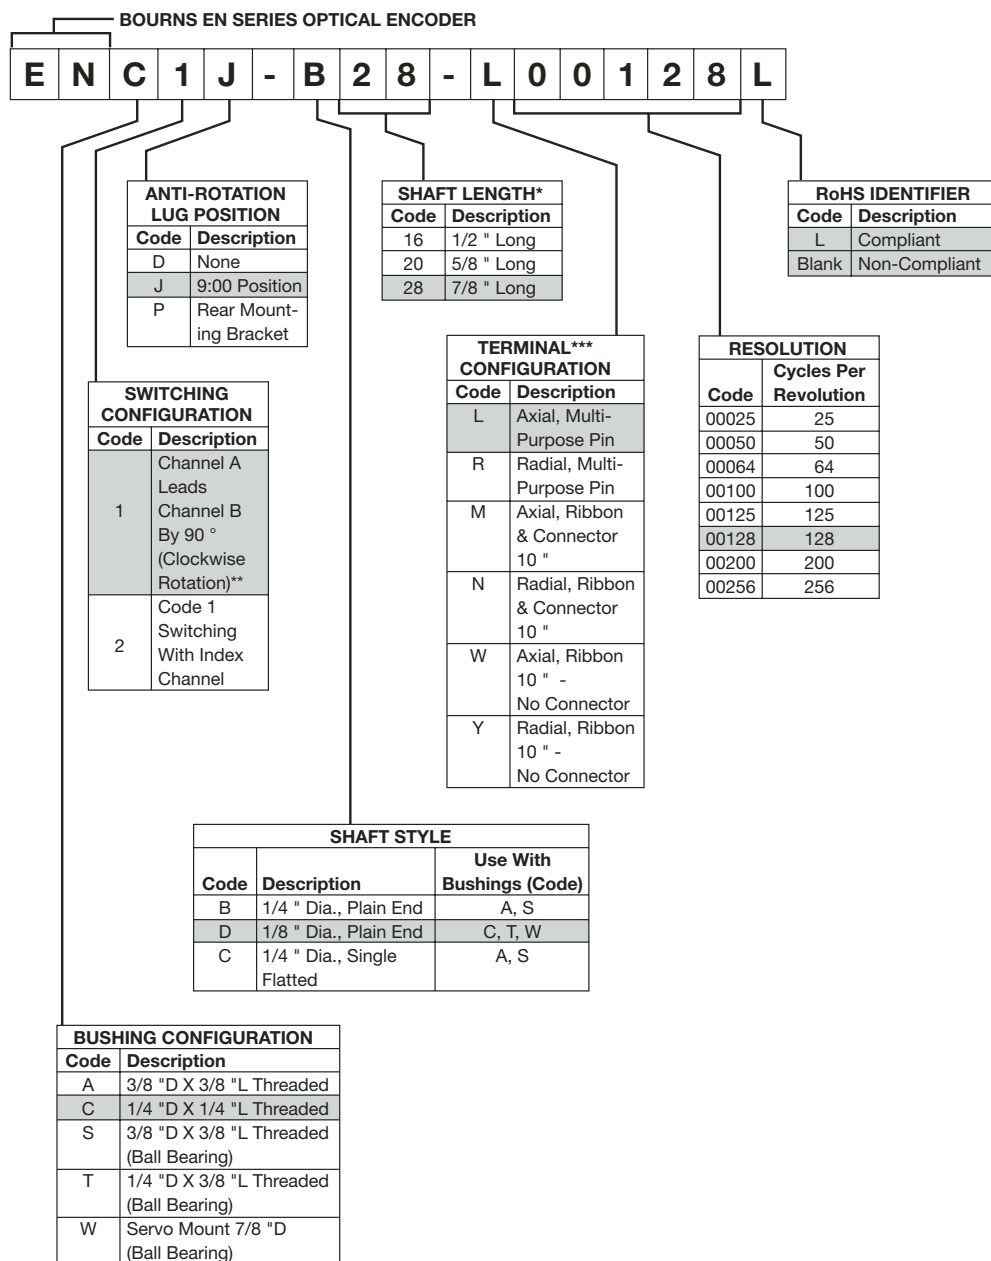 BOURNS EN SERIES OPTICAL ENCODER
E N C 1 J - B 2 8 - L 0 0 1 2 8 L
ANTI-ROTATION
LUG POSITION
Code Description
D None
J 9:00 Position
P Rear Mount-
ing Bracket
SHAFT LENGTH*
Code Description
16 1/2 " Long
20 5/8 " Long
28 7/8 " Long
RoHS IDENTIFIER
Code Description
L Compliant
Blank Non-Compliant
SWITCHING
CONFIGURATION
Code Description
1 Channel A
Leads
Channel B
By 90 °
(Clockwise
Rotation)**
2 Code 1
Switching
With Index
Channel
TERMINAL***
CONFIGURATION
Code Description
L Axial, Multi-
Purpose Pin
R Radial, Multi-
Purpose Pin
M Axial, Ribbon
& Connector
10 "
N Radial, Ribbon
& Connector
10 "
W Axial, Ribbon
10 " -
No Connector
Y Radial, Ribbon
10 " -
No Connector
RESOLUTION
Cycles Per
Code Revolution
00025 25
00050 50
00064 64
00100 100
00125 125
00128 128
00200 200
00256 256
SHAFT STYLE
Use With
Code Description Bushings (Code)
B 1/4 " Dia., Plain End A, S
D 1/8 " Dia., Plain End C, T, W
C 1/4 " Dia., Single A, S
Flatted
BUSHING CONFIGURATION
Code Description
A 3/8 "D X 3/8 "L Threaded
C 1/4 "D X 1/4 "L Threaded
S 3/8 "D X 3/8 "L Threaded
(Ball Bearing)
T 1/4 "D X 3/8 "L Threaded
(Ball Bearing)
W Servo Mount 7/8 "D
(Ball Bearing)